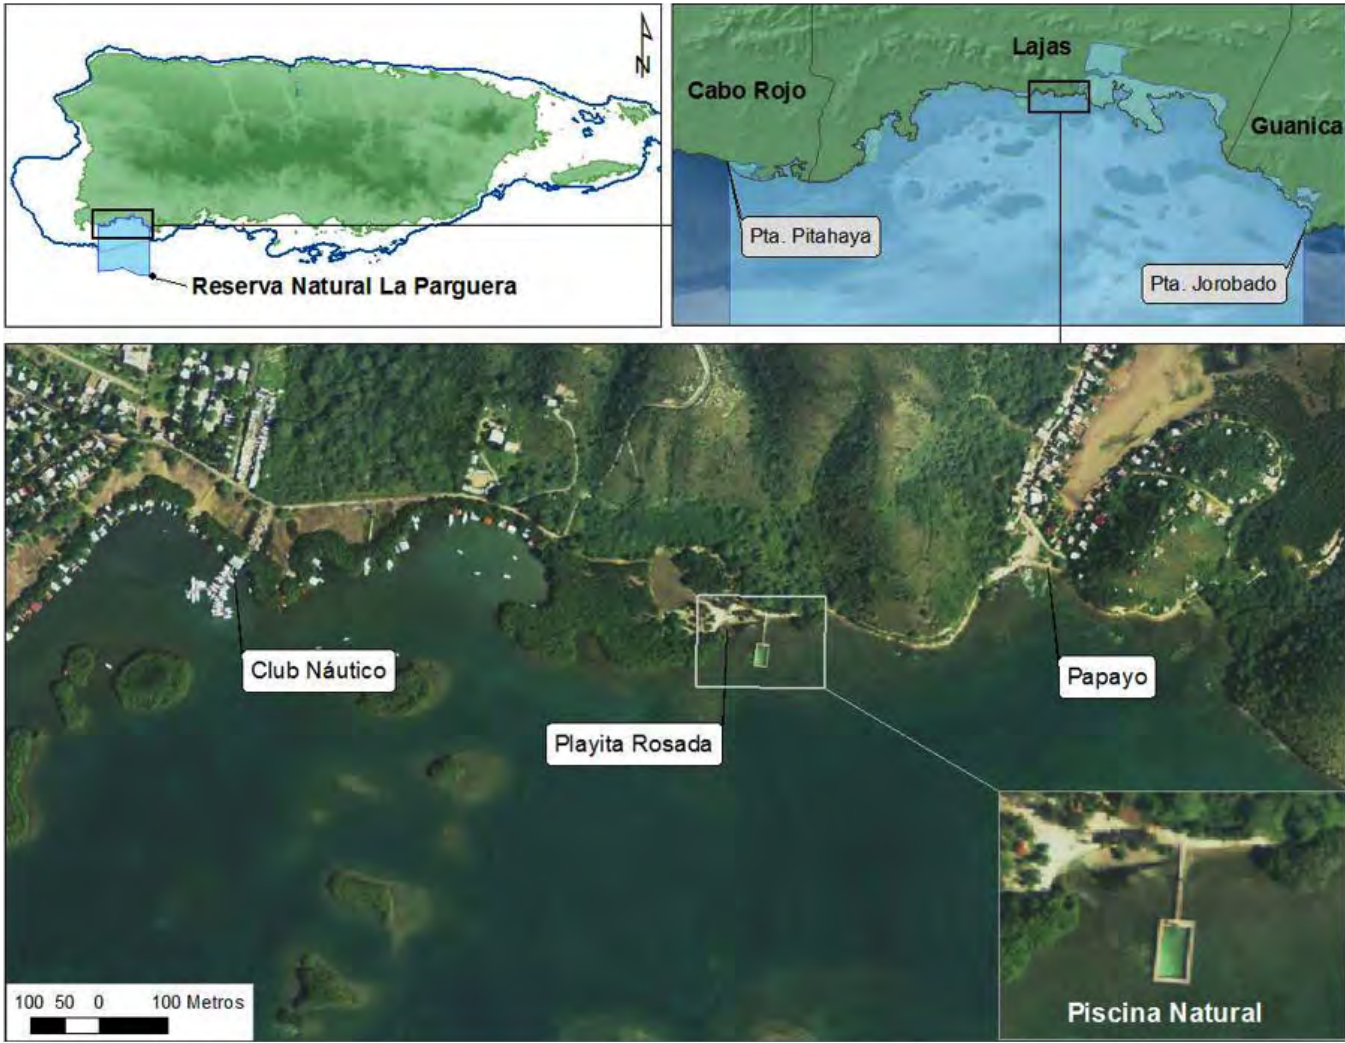 N
Reserva Natural La Parguera
Lajas
Cabo Rojo
Guanica
Pta. Pitahaya
Pta. Jorobado
Club Náutico
Playita Rosada
Papayo
100 50 0 100 Metros
Piscina Natural